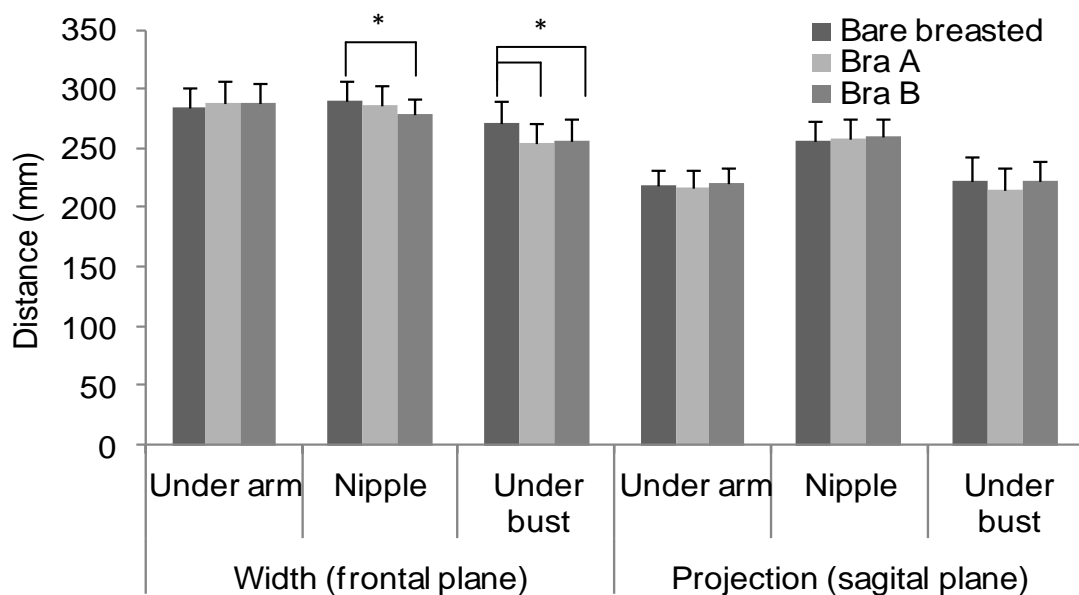 *
*
Bare breasted
Bra A
Bra B
Distance (mm)
350
300
250
200
150
100
50
0
Under arm
Nipple
Under
bust
Under arm
Nipple
Under
bust
Width (frontal plane)
Projection (sagital plane)